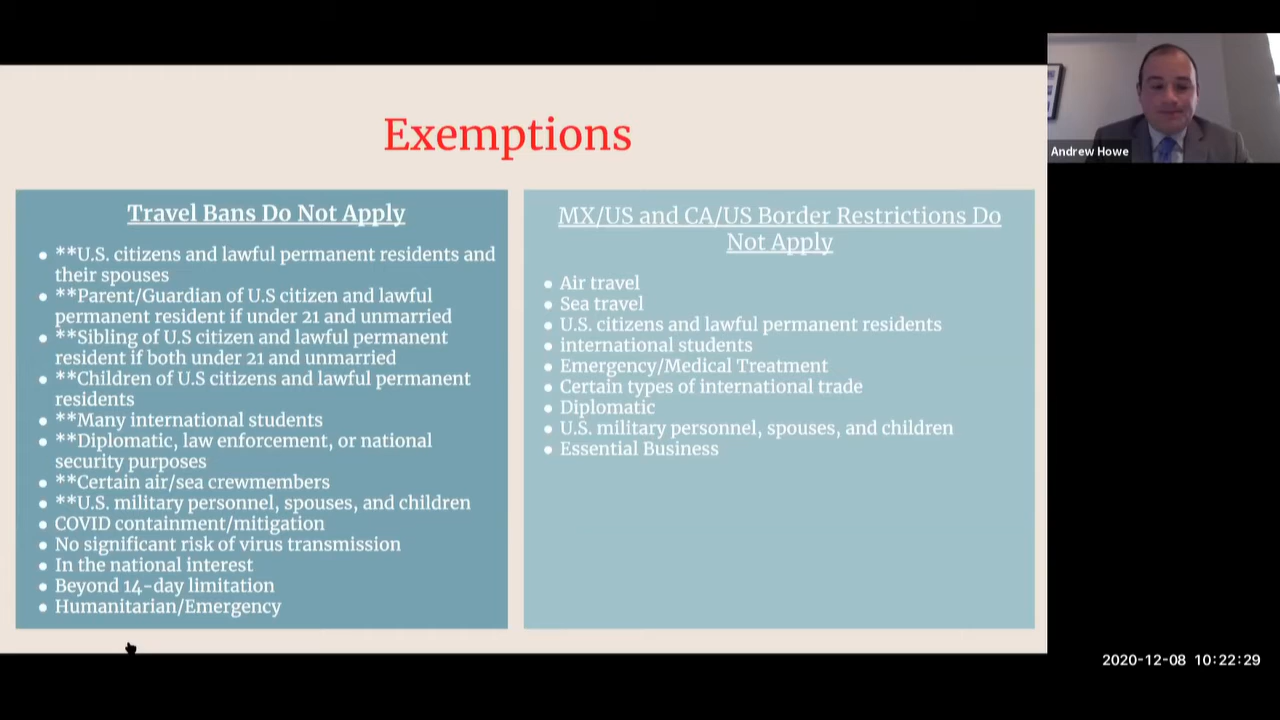 Exemptions
Travel Bans Do Not Apply
● **U.S. citizens and lawful permanent residents and
their spouses
● **Parent/Guardian of U.S citizen and lawful
permanent resident if under 21 and unmarried
● **Sibling of U.S citizen and lawful permanent
resident if both under 21 and unmarried
● **Children of U.S citizens and lawful permanent
residents
● **Many international students
● **Diplomatic, law enforcement, or national
security purposes
● **Certain air/sea crewmembers
● **U.S. military personnel, spouses, and children
● COVID containment/mitigation
● No significant risk of virus transmission
● In the national interest
● Beyond 14-day limitation
● Humanitarian/Emergency
MX/US and CA/US Border Restrictions Do
Not Apply
● Air travel
● Sea travel
● U.S. citizens and lawful permanent residents
● international students
● Emergency/Medical Treatment
● Certain types of international trade
● Diplomatic
● U.S. military personnel, spouses, and children
● Essential Business
Andrew Howe
2020-12-08 10:22:29